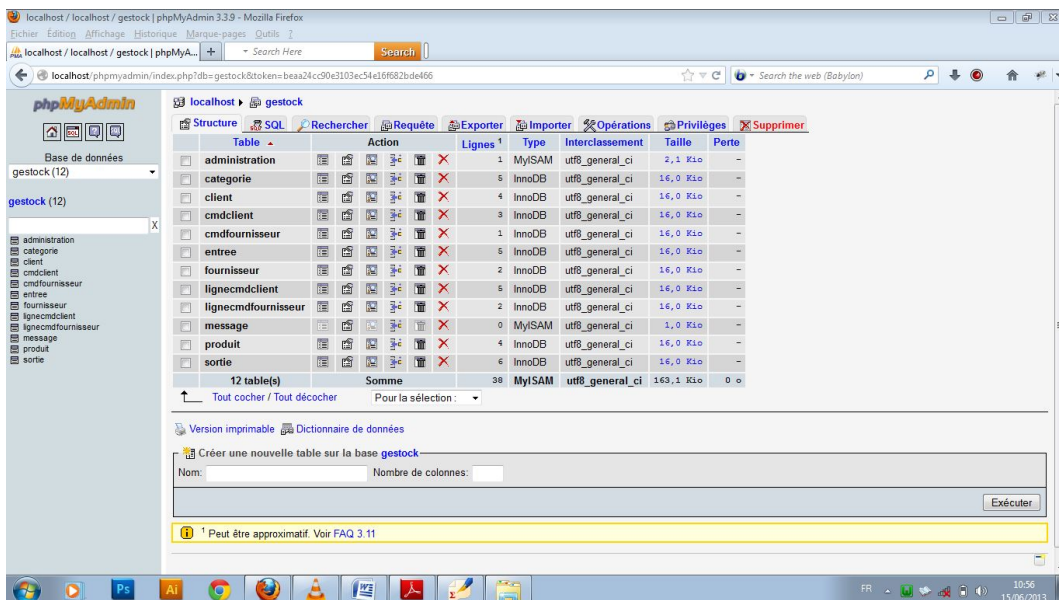 localhost / localhost / gestock | phpMyAdmin 3.3.9 - Mozilla Firefox
Fichier Édition Affichage Historique Marque-pages Outils ?
localhost / localhost / gestock | phpMyA... + Search Here Search
localhost/phpmyadmin/index.php?db=gestock&token=beaa24cc90e3103ec54e16f682bde466 Search the web (Babylon)
phpMyAdmin
Base de données
gestock (12)
gestock (12)
X
administration
categorie
client
cmdclient
cmdfournisseur
entree
fournisseur
lignecmdclient
lignecmdfournisseur
message
produit
sortie
localhost ▸ gestock
Structure SQL Rechercher Requête Exporter Importer Opérations Privilèges Supprimer
Table Action Lignes 1 Type Interclassement Taille Perte
administration 1 MyISAM utf8_general_ci 2,1 Kio -
categorie 5 InnoDB utf8_general_ci 16,0 Kio -
client 4 InnoDB utf8_general_ci 16,0 Kio -
cmdclient 3 InnoDB utf8_general_ci 16,0 Kio -
cmdfournisseur 1 InnoDB utf8_general_ci 16,0 Kio -
entree 5 InnoDB utf8_general_ci 16,0 Kio -
fournisseur 2 InnoDB utf8_general_ci 16,0 Kio -
lignecmdclient 5 InnoDB utf8_general_ci 16,0 Kio -
lignecmdfournisseur 2 InnoDB utf8_general_ci 16,0 Kio -
message 0 MyISAM utf8_general_ci 1,0 Kio -
produit 4 InnoDB utf8_general_ci 16,0 Kio -
sortie 6 InnoDB utf8_general_ci 16,0 Kio -
12 table(s) Somme 38 MyISAM utf8_general_ci 163,1 Kio 0 o
Tout cocher / Tout décocher Pour la sélection :
Version imprimable Dictionnaire de données
Créer une nouvelle table sur la base gestock
Nom: Nombre de colonnes:
Exécuter
1 Peut être approximatif. Voir FAQ 3.11
Ps Ai FR 10:56
15/06/2013